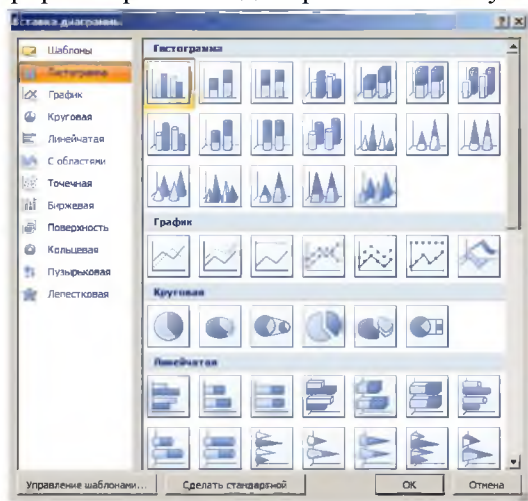 Вставка диаграммы
Шаблоны
Гистограмма
График
Круговая
Линейчатая
С областями
Точечная
Биржевая
Поверхность
Кольцевая
Пузырьковая
Лепестковая
Гистограмма
График
Круговая
Линейчатая
Управление шаблонами...
Сделать стандартной
ОК
Отмена